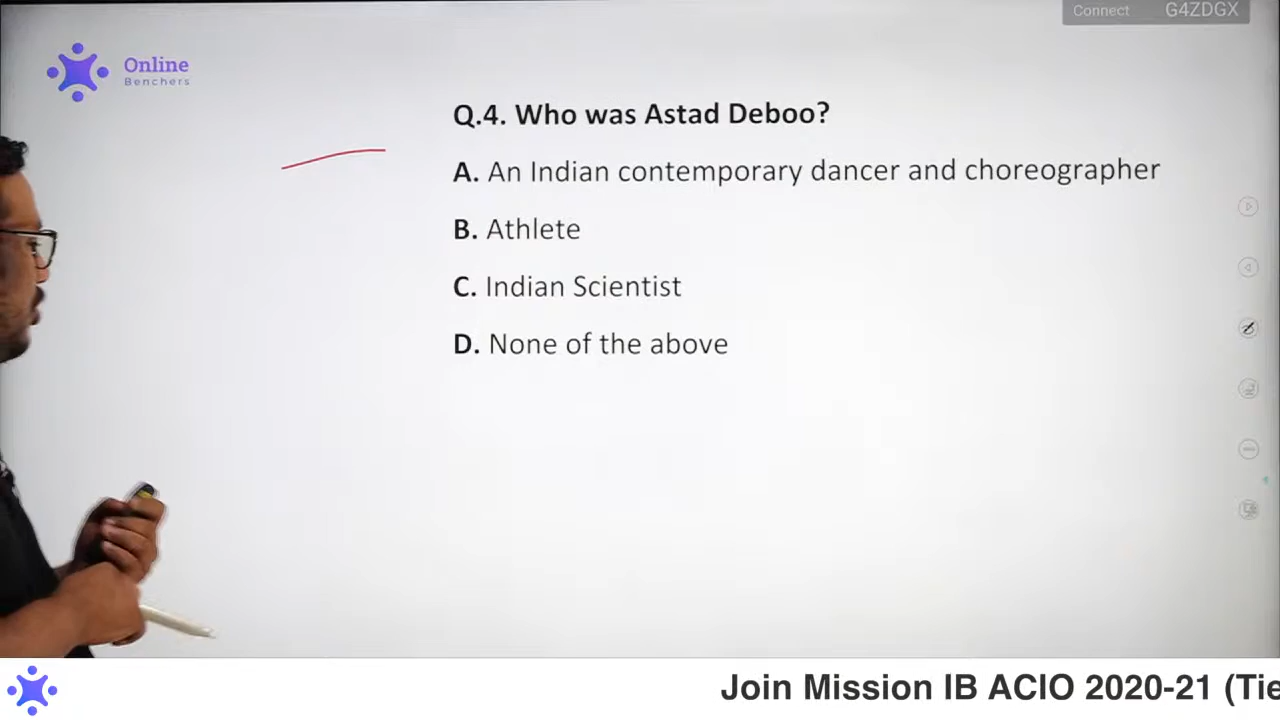 Connect G4ZDGX
Online
Benchers
Q.4. Who was Astad Deboo?
A. An Indian contemporary dancer and choreographer
B. Athlete
C. Indian Scientist
D. None of the above
Join Mission IB ACIO 2020-21 (Tie